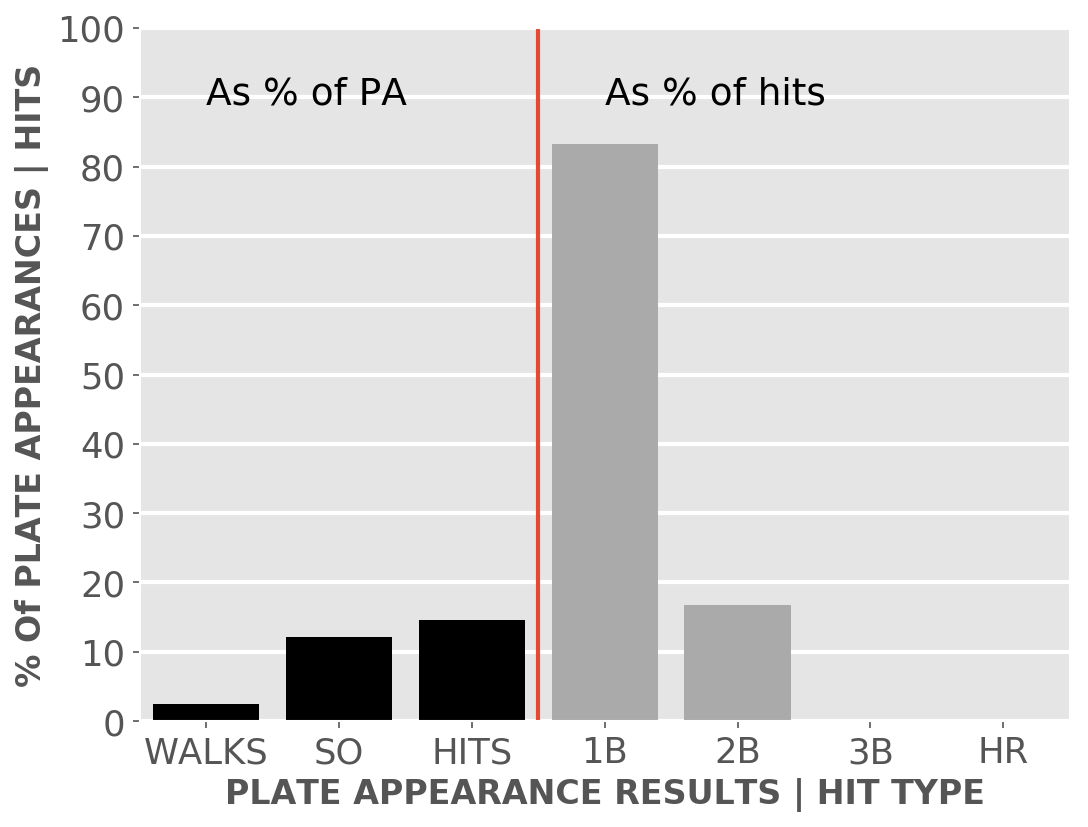 100
90
80
70
60
50
40
30
20
10
0
% Of PLATE APPEARANCES | HITS
As % of PA
As % of hits
WALKS SO HITS 1B 2B 3B HR
PLATE APPEARANCE RESULTS | HIT TYPE